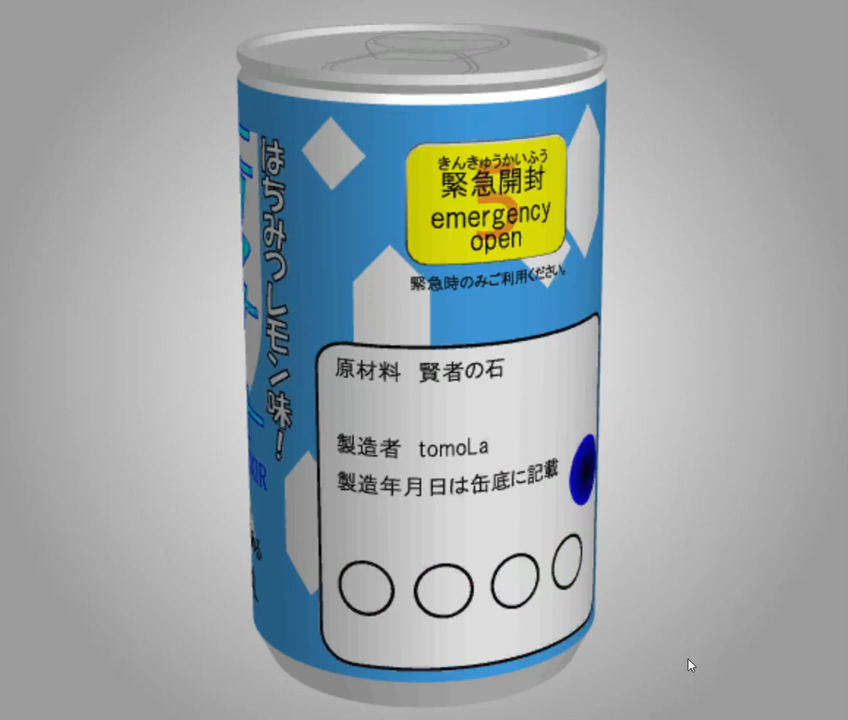 はちみつレモン味!
きんきゅうかいふう
緊急開封
3
emergency
open
緊急時のみご利用ください。
原材料 賢者の石
製造者 tomoLa
製造年月日は缶底に記載